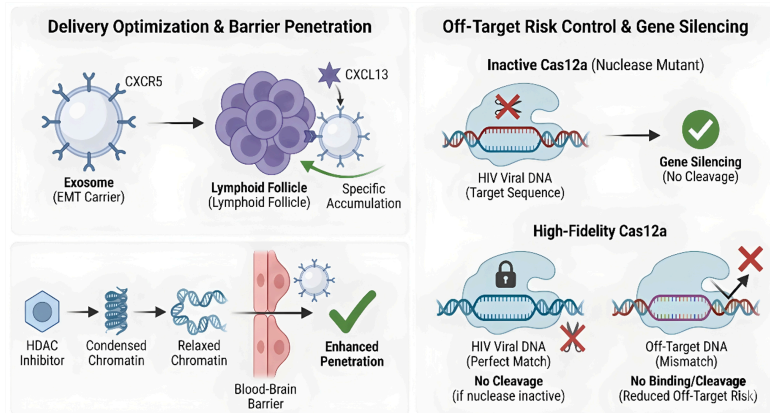 Delivery Optimization & Barrier Penetration
CXCR5
CXCL13
Exosome
(EMT Carrier)
Lymphoid Follicle
(Lymphoid Follicle)
Specific
Accumulation
HDAC
Inhibitor
Condensed
Chromatin
Relaxed
Chromatin
Blood-Brain
Barrier
Enhanced
Penetration
Off-Target Risk Control & Gene Silencing
Inactive Cas12a (Nuclease Mutant)
HIV Viral DNA
(Target Sequence)
Gene Silencing
(No Cleavage)
High-Fidelity Cas12a
HIV Viral DNA
(Perfect Match)
No Cleavage
(if nuclease inactive)
Off-Target DNA
(Mismatch)
No Binding/Cleavage
(Reduced Off-Target Risk)